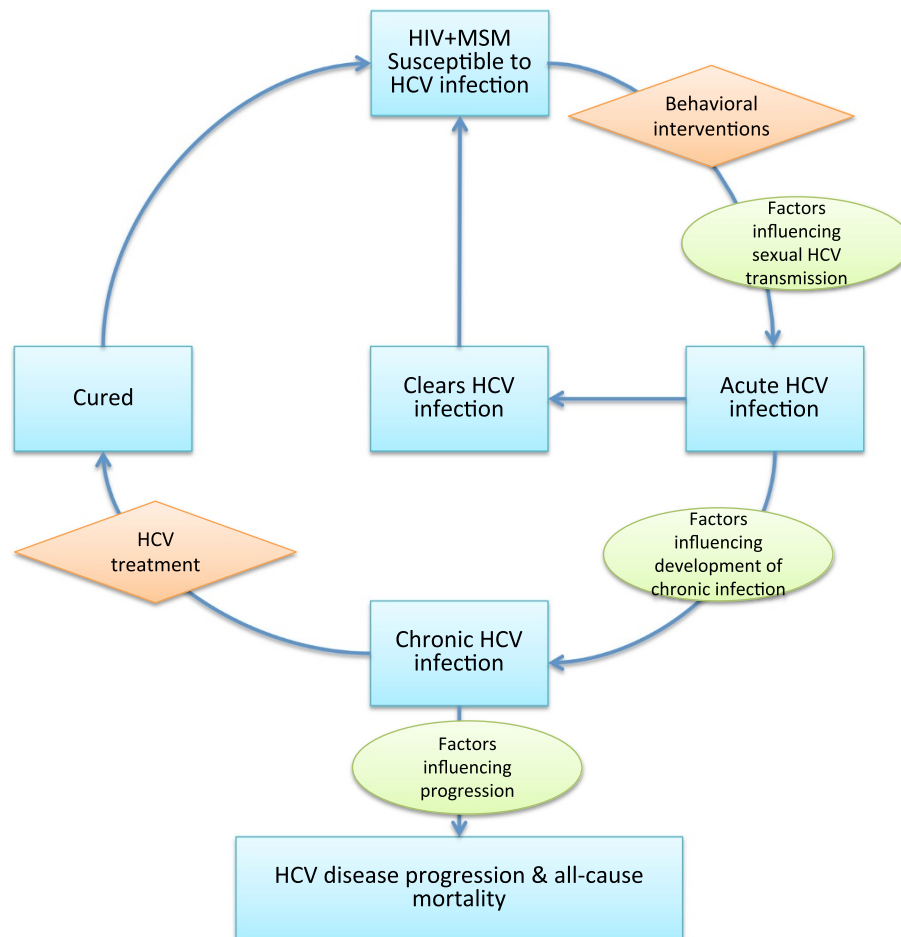 HIV+MSM
Susceptible to
HCV infection
Behavioral
interventions
Factors
influencing
sexual HCV
transmission
Cured
Clears HCV
infection
Acute HCV
infection
Factors
influencing
development of
chronic infection
HCV
treatment
Chronic HCV
infection
Factors
influencing
progression
HCV disease progression & all-cause
mortality